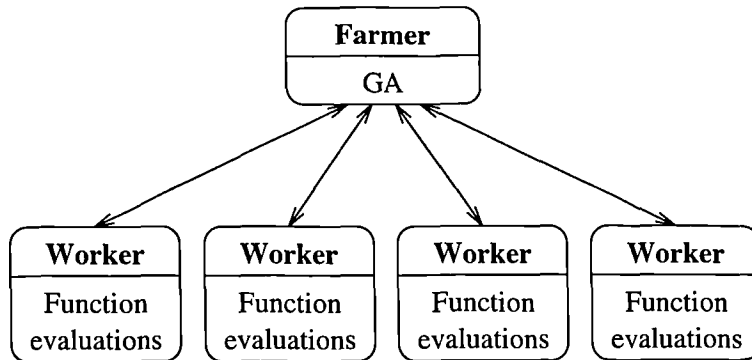 Farmer
GA
Worker
Function
evaluations
Worker
Function
evaluations
Worker
Function
evaluations
Worker
Function
evaluations